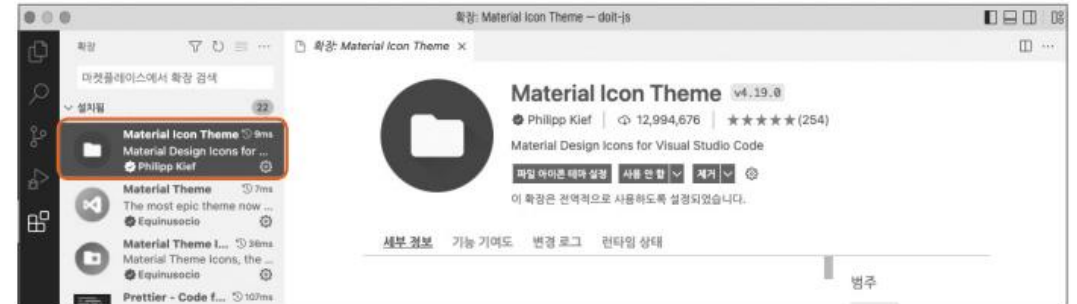 확장: Material Icon Theme — doit-js
확장
확장: Material Icon Theme ×
마켓플레이스에서 확장 검색
설치됨 22
Material Icon Theme 9ms
Material Design Icons for ...
Philipp Kief
Material Theme 7ms
The most epic theme now ...
Equinusocio
Material Theme I... 36ms
Material Theme Icons, the ...
Equinusocio
Prettier - Code f... 107ms
Material Icon Theme v4.19.0
Philipp Kief | 12,994,676 | ★★★★★(254)
Material Design Icons for Visual Studio Code
파일 아이콘 테마 설정 사용 안 함 제거
이 확장은 전역적으로 사용하도록 설정되었습니다.
세부 정보 기능 기여도 변경 로그 런타임 상태
범주